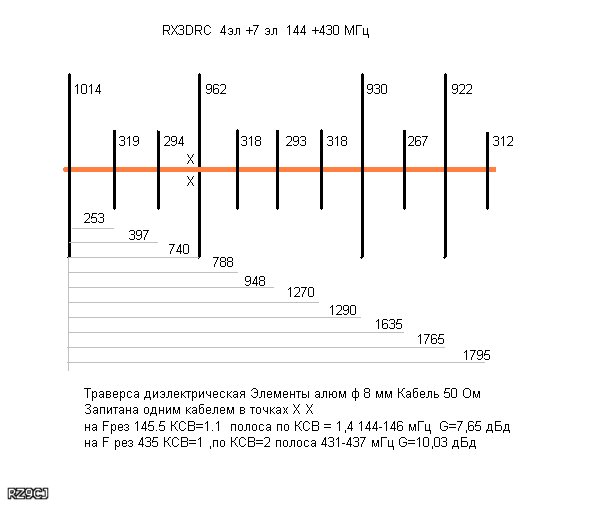 RX3DRC 4эл +7 эл 144 +430 МГц
1014
962
930
922
319
294
318
293
318
267
312
X
X
253
397
740
788
948
1270
1290
1635
1765
1795
Траверса диэлектрическая Элементы алюм ф 8 мм Кабель 50 Ом
Запитана одним кабелем в точках X X
на Fрез 145.5 КСВ=1.1 полоса по КСВ = 1,4 144-146 мГц G=7,65 дБд
на F рез 435 КСВ=1 ,по КСВ=2 полоса 431-437 мГц G=10,03 дБд
RZ9CJ